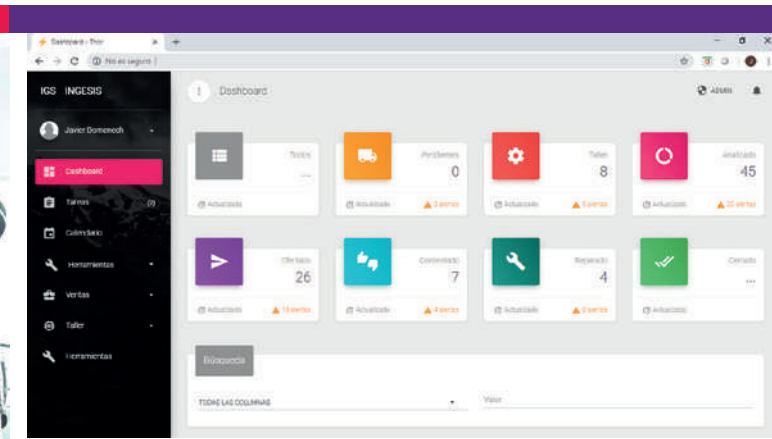 Dashboard - Thor
No es seguro |
IGS INGESIS
Dashboard
ADMIN
Javier Domenech
Dashboard
Tareas
Calendario
Herramientas
Ventas
Taller
Herramientas
Todos
...
Actualizado
Pendientes
0
Actualizado
Taller
8
Actualizado
Analizado
45
Actualizado
Ofertado
26
Actualizado
Contestado
7
Actualizado
Reparado
4
Actualizado
Cerrado
...
Actualizado
Búsqueda
TODAS LAS COLUMNAS
Valor